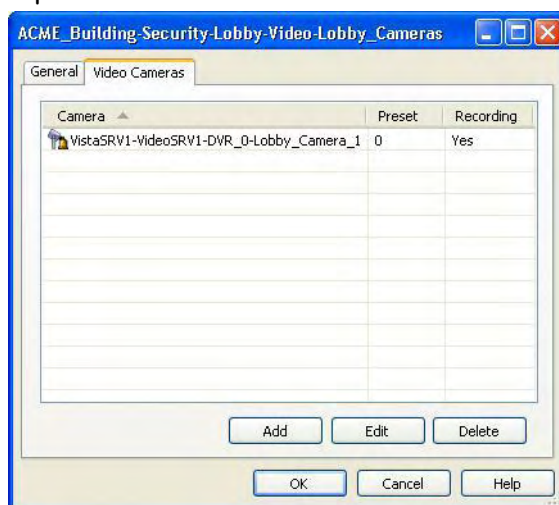 ACME_Building-Security-Lobby-Video-Lobby_Cameras
General Video Cameras
Camera Preset Recording
VistaSRV1-VideoSRV1-DVR_0-Lobby_Camera_1 0 Yes
Add Edit Delete
OK Cancel Help